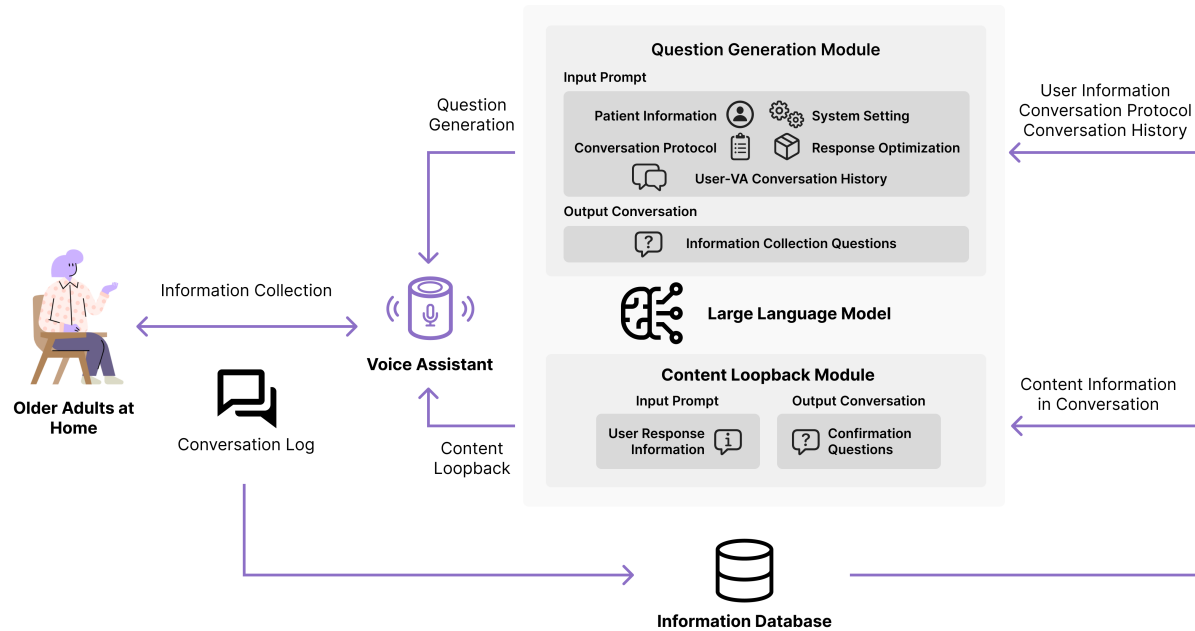 Question Generation Module
Input Prompt
Patient Information
System Setting
Conversation Protocol
Response Optimization
User-VA Conversation History
Output Conversation
? Information Collection Questions
Question
Generation
User Information
Conversation Protocol
Conversation History
Information Collection
Voice Assistant
Large Language Model
Older Adults at
Home
Conversation Log
Content
Loopback
Content Loopback Module
Input Prompt
Output Conversation
User Response
Information
i
?
Confirmation
Questions
Content Information
in Conversation
Information Database